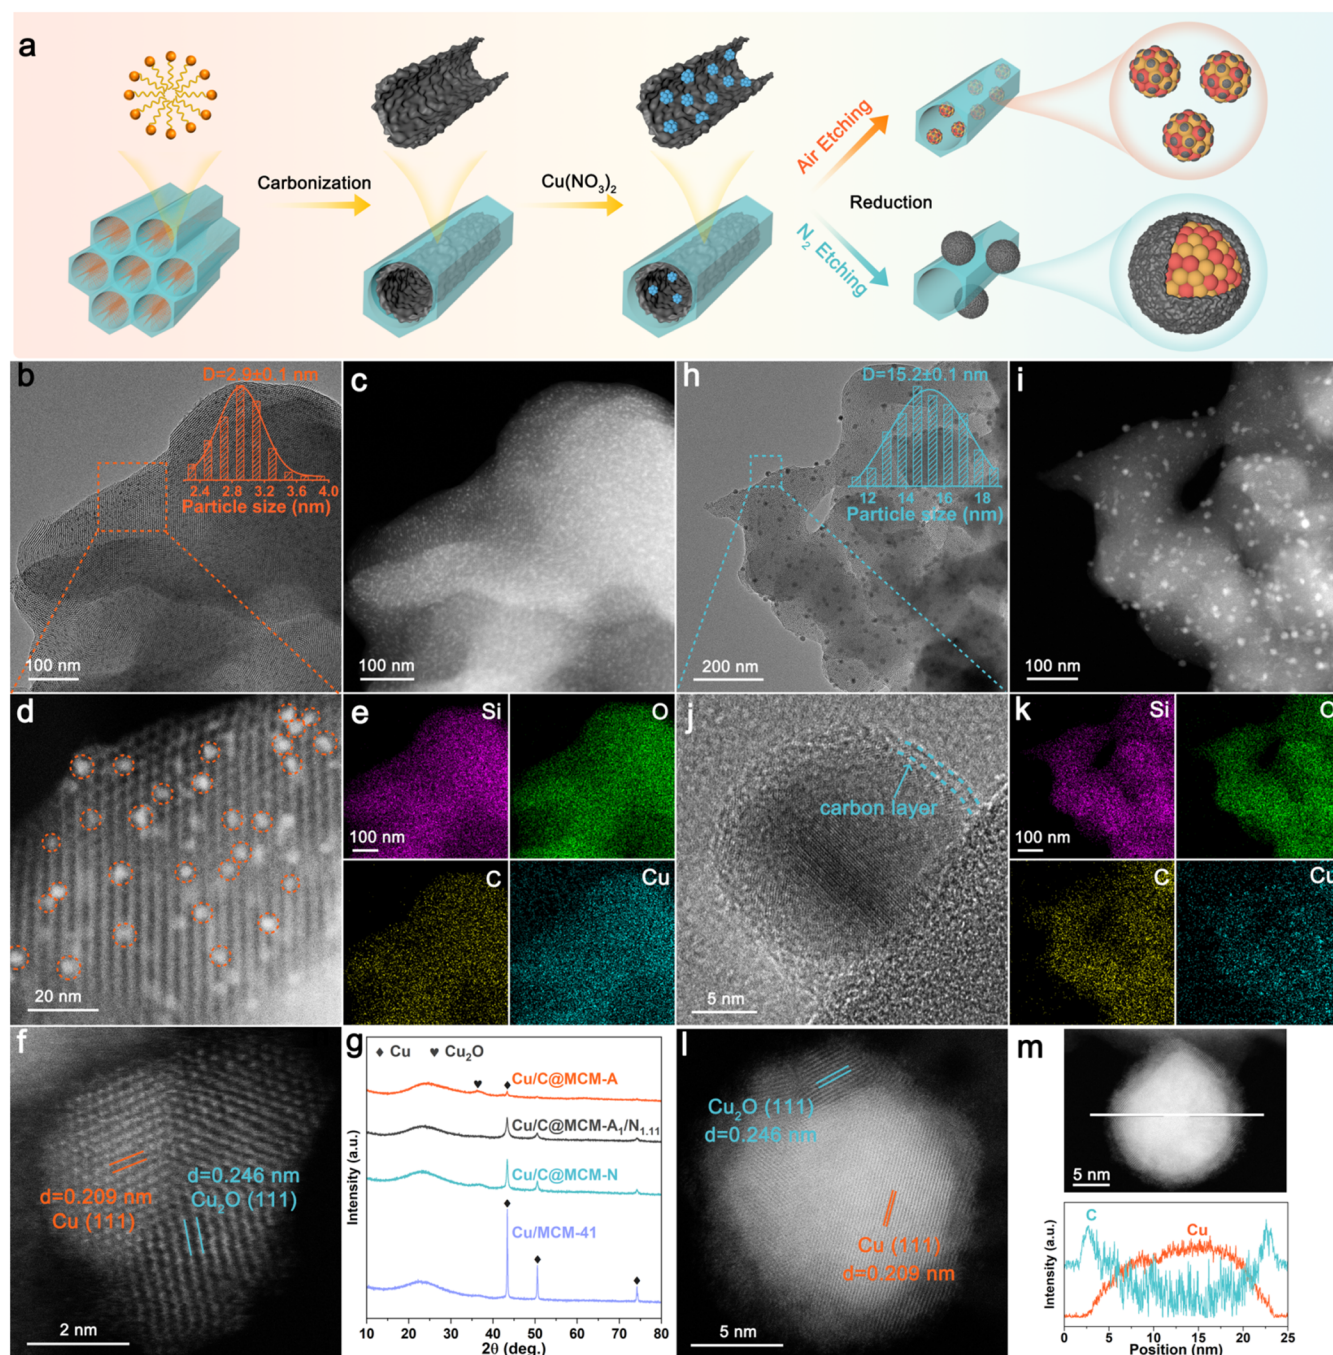 a
Carbonization
Cu(NO₃)₂
Air Etching
Reduction
N₂ Etching
b
D=2.9±0.1 nm
2.4 2.8 3.2 3.6 4.0
Particle size (nm)
100 nm
c
100 nm
h
D=15.2±0.1 nm
12 14 16 18
Particle size (nm)
200 nm
i
100 nm
d
20 nm
e
Si
O
100 nm
C
Cu
j
carbon layer
5 nm
k
Si
O
100 nm
C
Cu
f
d=0.209 nm
Cu (111)
d=0.246 nm
Cu₂O (111)
2 nm
g
♦ Cu ♥ Cu₂O
Cu/C@MCM-A
Cu/C@MCM-A₁/N₁.₁₁
Cu/C@MCM-N
Cu/MCM-41
Intensity (a.u.)
10 20 30 40 50 60 70 80
2θ (deg.)
l
Cu₂O (111)
d=0.246 nm
Cu (111)
d=0.209 nm
5 nm
m
5 nm
C
Cu
Intensity (a.u.)
0 5 10 15 20 25
Position (nm)